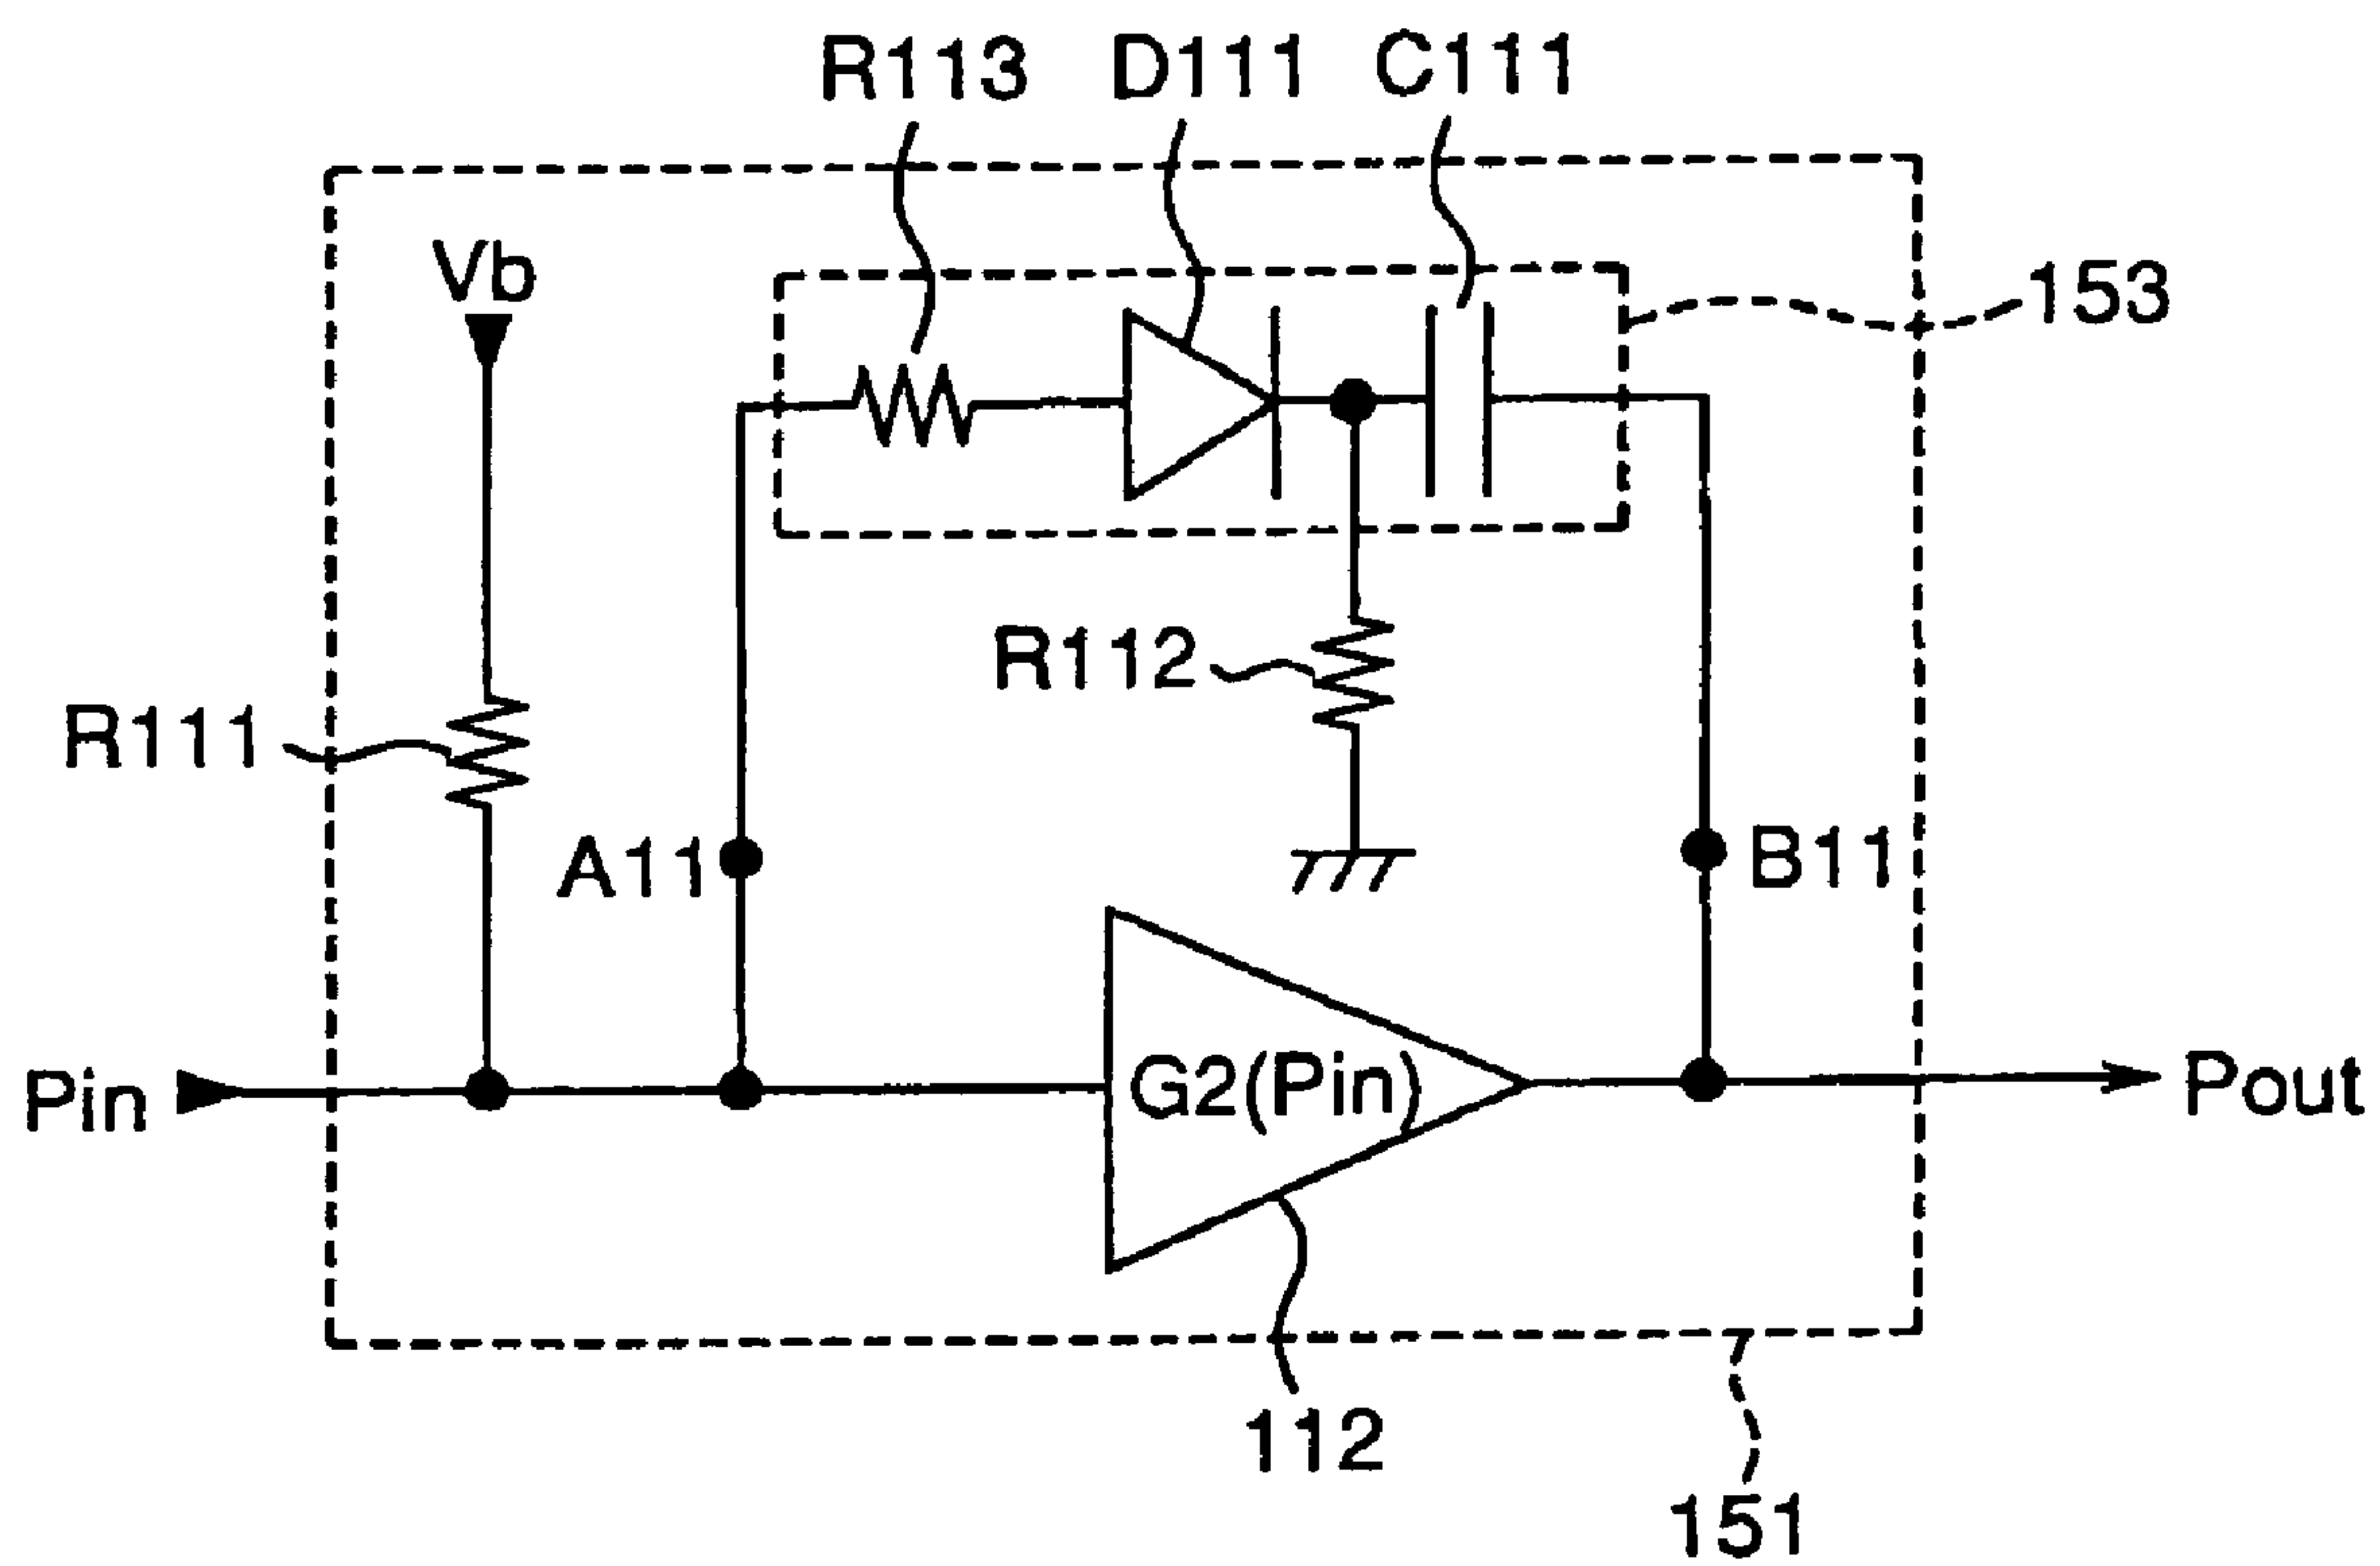 R113 D111 C111
Vb
153
R112
R111
A11
B11
G2(Pin)
Pin
Pout
112
151